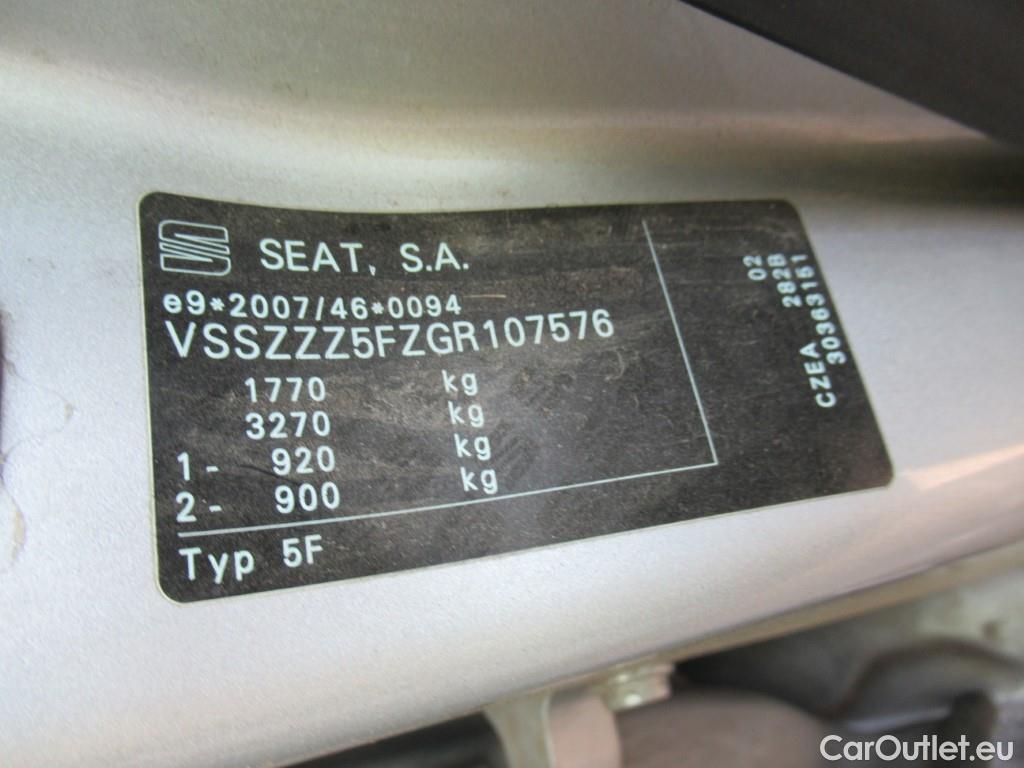 SEAT, S.A.
e9*2007/46*0094
VSSZZZ5FZGR107576
1770 kg
3270 kg
1- 920 kg
2- 900 kg
Typ 5F
02
282B
CZEA 30363151
CarOutlet.eu